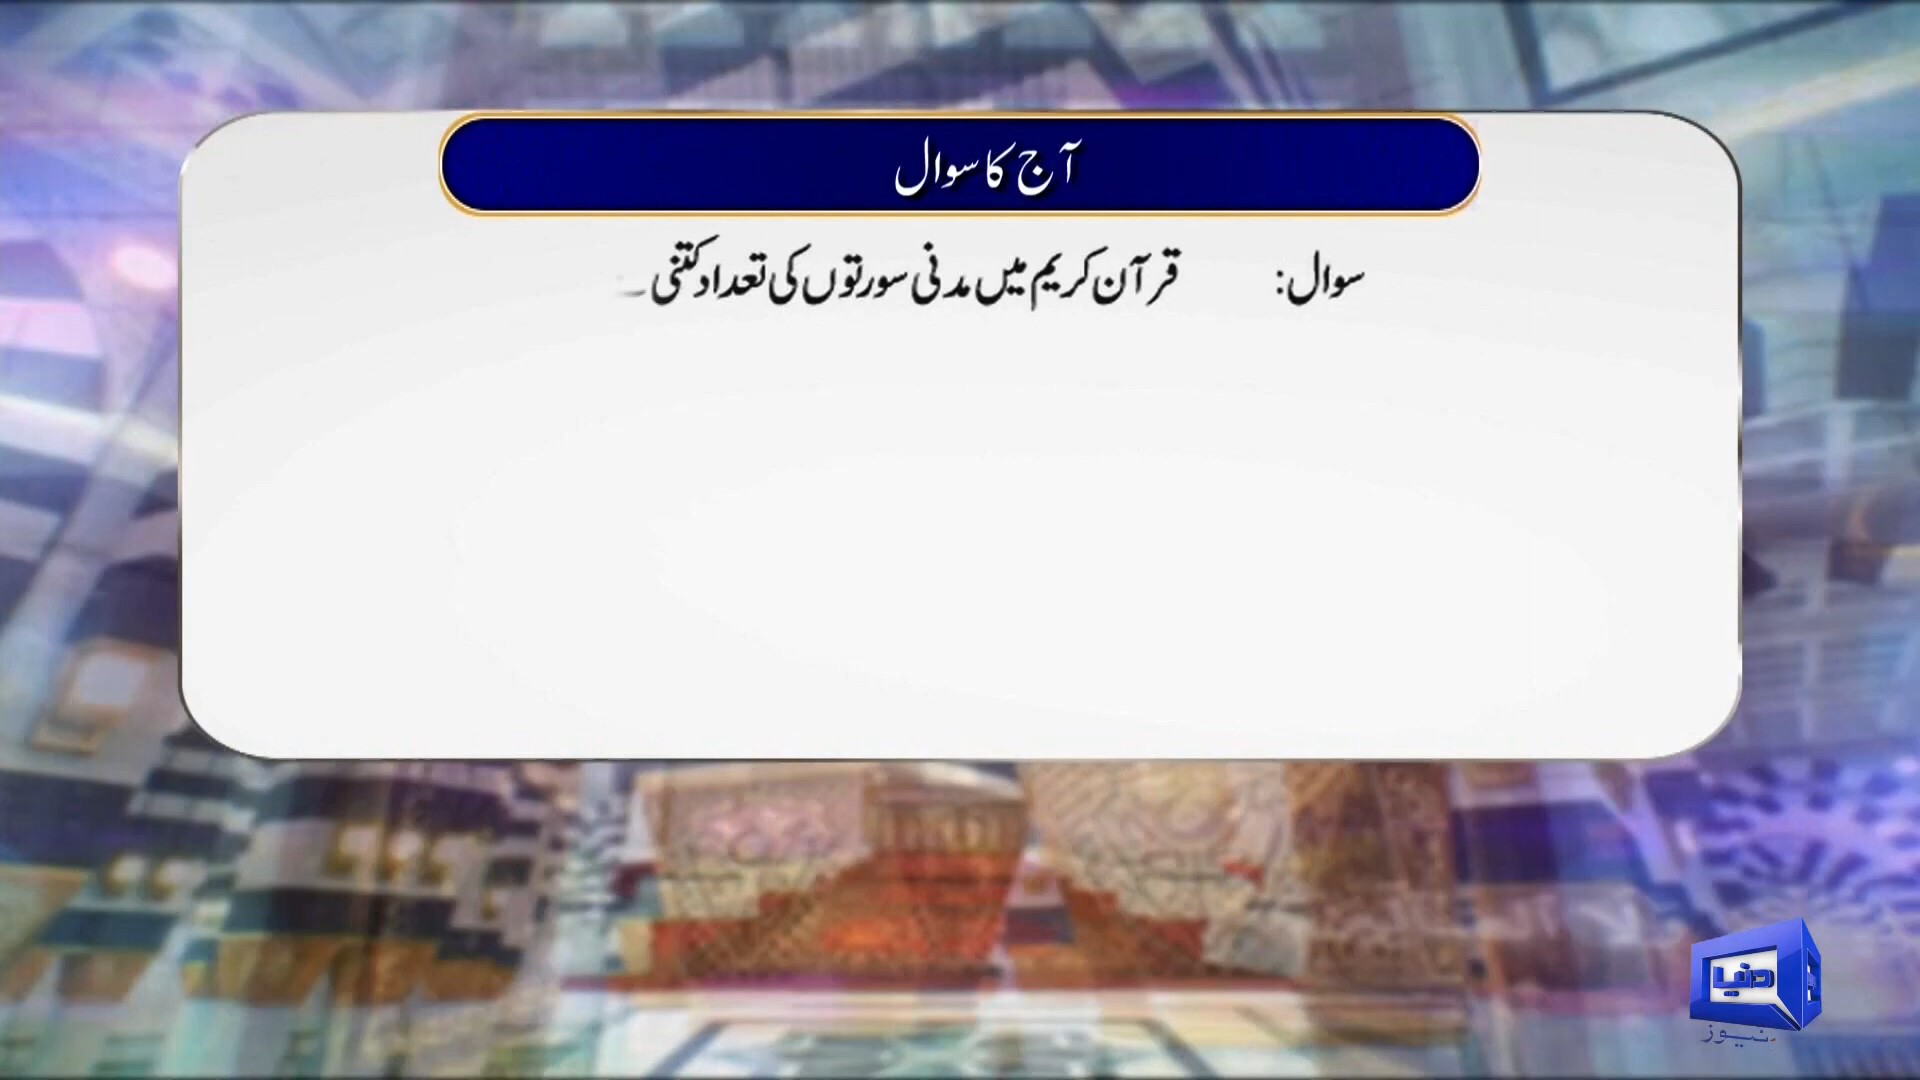 آج کا سوال
سوال: قرآن کریم میں مدنی سورتوں کی تعداد کتنی
دنیا
نیوز